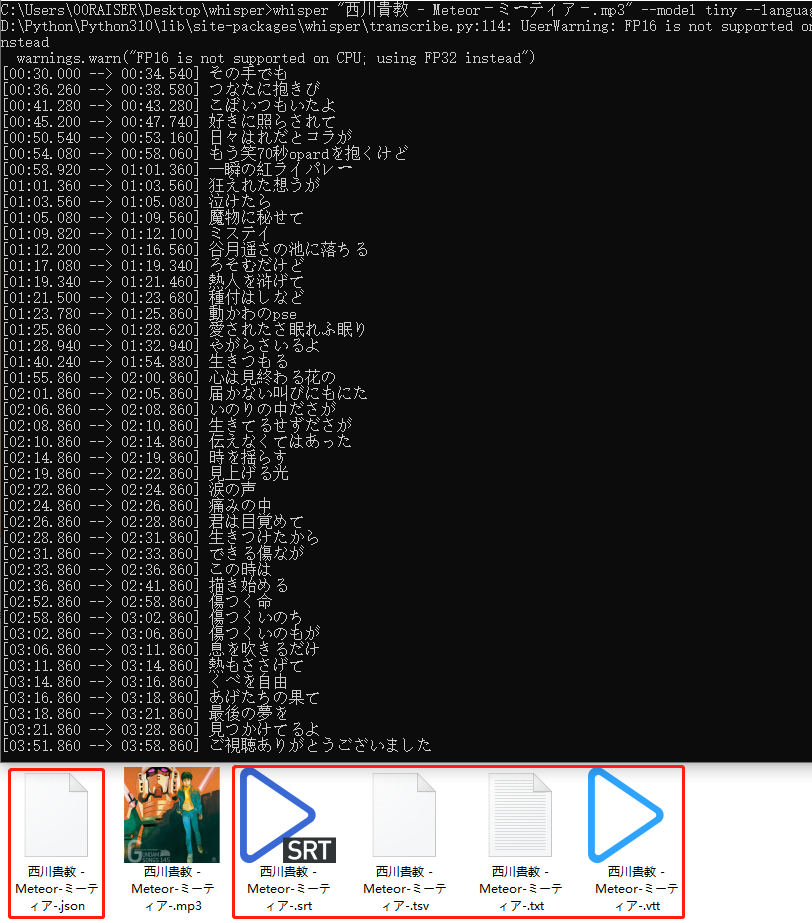 C:\Users\00RAISER\Desktop\whisper>whisper "西川貴教 - Meteor-ミーティア-.mp3" --model tiny --langua
D:\Python\Python310\lib\site-packages\whisper\transcribe.py:114: UserWarning: FP16 is not supported on
nstead
warnings.warn("FP16 is not supported on CPU; using FP32 instead")
[00:30.000 --> 00:34.540] その手でも
[00:36.260 --> 00:38.580] つなたに抱きび
[00:41.280 --> 00:43.280] こぼいつもいたよ
[00:45.200 --> 00:47.740] 好きに照らされて
[00:50.540 --> 00:53.160] 日々はれだとコラが
[00:54.080 --> 00:58.060] もう笑70秒opardを抱くけど
[00:58.920 --> 01:01.360] 一瞬の紅ライバレー
[01:01.360 --> 01:03.560] 狂えれた想うが
[01:03.560 --> 01:05.080] 泣けたら
[01:05.080 --> 01:09.560] 魔物に秘せて
[01:09.820 --> 01:12.100] ミステイ
[01:12.200 --> 01:16.560] 谷月遥さの池に落ちる
[01:17.080 --> 01:19.340] ろそむだけど
[01:19.340 --> 01:21.460] 熱人を浒げて
[01:21.500 --> 01:23.680] 種付はしなど
[01:23.780 --> 01:25.860] 動かわのpse
[01:25.860 --> 01:28.620] 愛されたさ眠れふ眠り
[01:28.940 --> 01:32.940] やがらさいるよ
[01:40.240 --> 01:54.880] 生きつもる
[01:55.860 --> 02:00.860] 心は見終わる花の
[02:01.860 --> 02:05.860] 届かない叫びにもにた
[02:06.860 --> 02:08.860] いのりの中ださが
[02:08.860 --> 02:10.860] 生きてるせずださが
[02:10.860 --> 02:14.860] 伝えなくてはあった
[02:14.860 --> 02:19.860] 時を揺らす
[02:19.860 --> 02:22.860] 見上げる光
[02:22.860 --> 02:24.860] 涙の声
[02:24.860 --> 02:26.860] 痛みの中
[02:26.860 --> 02:28.860] 君は目覚めて
[02:28.860 --> 02:31.860] 生きつけたから
[02:31.860 --> 02:33.860] できる傷なが
[02:33.860 --> 02:36.860] この時は
[02:36.860 --> 02:41.860] 描き始める
[02:52.860 --> 02:58.860] 傷つく命
[02:58.860 --> 03:02.860] 傷つくいのち
[03:02.860 --> 03:06.860] 傷つくいのもが
[03:06.860 --> 03:11.860] 息を吹きるだけ
[03:11.860 --> 03:14.860] 熱もささげて
[03:14.860 --> 03:16.860] くべを自由
[03:16.860 --> 03:18.860] あげたちの果て
[03:18.860 --> 03:21.860] 最後の夢を
[03:21.860 --> 03:28.860] 見つかけてるよ
[03:51.860 --> 03:58.860] ご視聴ありがとうございました
GUNDAM
SONGS 145
SRT
西川貴教 -
Meteor-ミーテ
ィア-.json
西川貴教 -
Meteor-ミーテ
ィア-.mp3
西川貴教 -
Meteor-ミーテ
ィア-.srt
西川貴教 -
Meteor-ミーテ
ィア-.tsv
西川貴教 -
Meteor-ミーテ
ィア-.txt
西川貴教 -
Meteor-ミーテ
ィア-.vtt